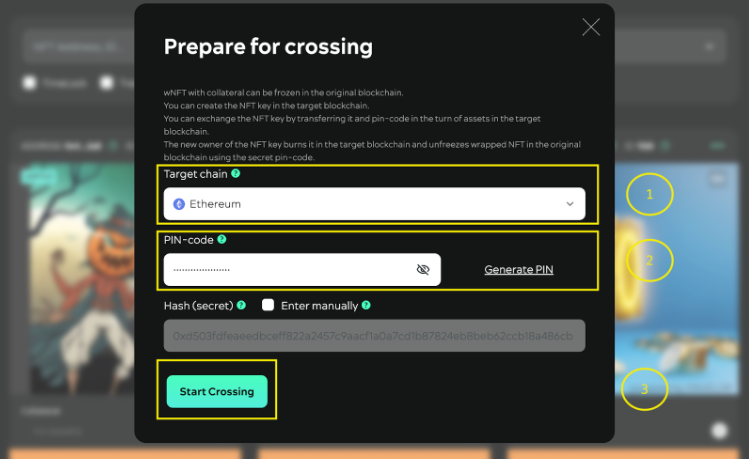 Prepare for crossing
wNFT with collateral can be frozen in the original blockchain.
You can create the NFT key in the target blockchain.
You can exchange the NFT key by transferring it and pin-code in the turn of assets in the target
blockchain.
The new owner of the NFT key burns it in the target blockchain and unfreezes wrapped NFT in the original
blockchain using the secret pin-code.
Target chain ?
Ethereum
1
PIN-code ?
2
····················
Generate PIN
Hash (secret) ? Enter manually ?
Start Crossing
3